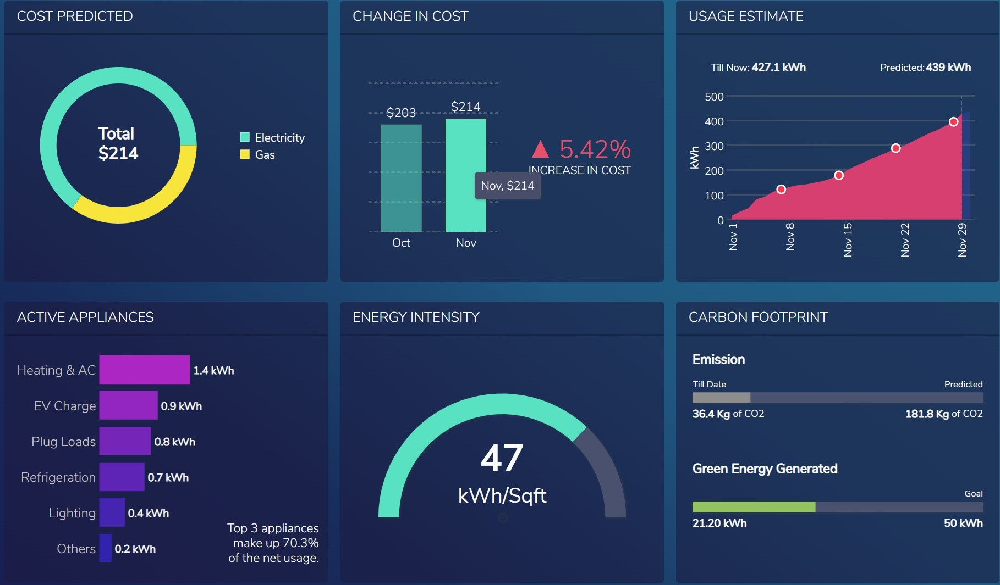 COST PREDICTED
Total
$214
Electricity
Gas
CHANGE IN COST
$203
$214
Oct
Nov
▲ 5.42%
INCREASE IN COST
Nov, $214
USAGE ESTIMATE
Till Now: 427.1 kWh
Predicted: 439 kWh
kWh
500
400
300
200
100
0
Nov 1
Nov 8
Nov 15
Nov 22
Nov 29
ACTIVE APPLIANCES
Heating & AC 1.4 kWh
EV Charge 0.9 kWh
Plug Loads 0.8 kWh
Refrigeration 0.7 kWh
Lighting 0.4 kWh
Others 0.2 kWh
Top 3 appliances
make up 70.3%
of the net usage.
ENERGY INTENSITY
47
kWh/Sqft
CARBON FOOTPRINT
Emission
Till Date
Predicted
36.4 Kg of CO2
181.8 Kg of CO2
Green Energy Generated
Goal
21.20 kWh
50 kWh